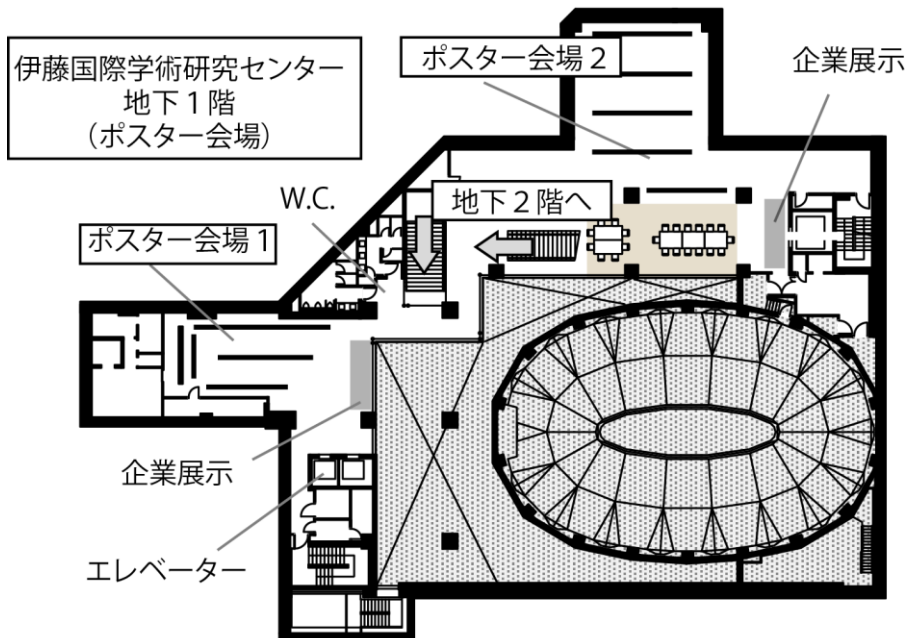 伊藤国際学術研究センター
地下１階
（ポスター会場）
ポスター会場２
企業展示
W.C.
地下２階へ
ポスター会場１
企業展示
エレベーター